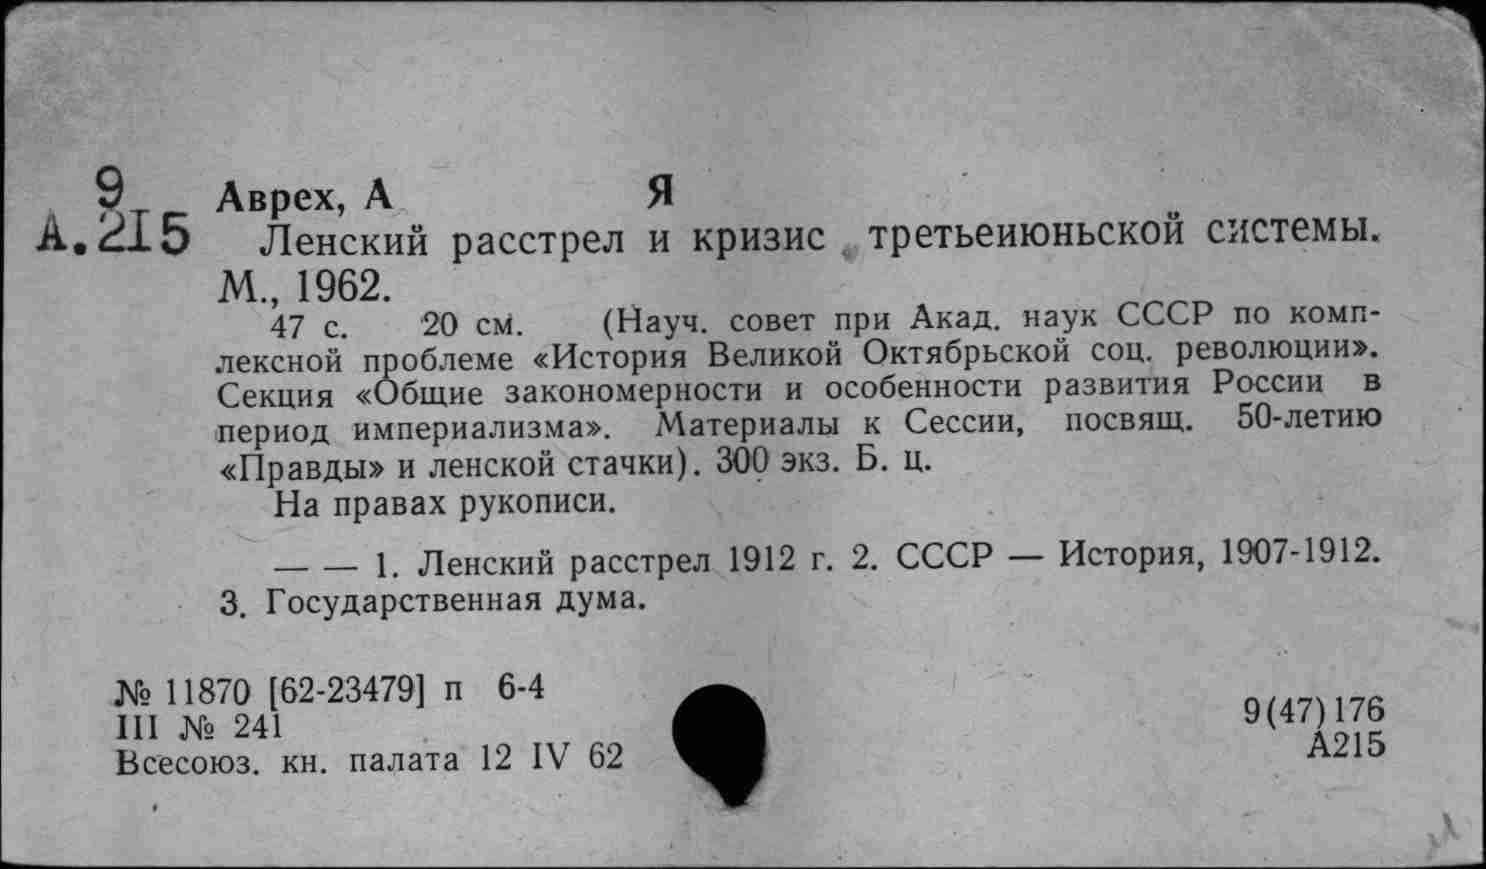 9 Аврех, А Я
А.215 Ленский расстрел и кризис третьеиюньской системы.
М., 1962.
47 с. 20 см. (Науч. совет при Акад. наук СССР по комп-
лексной проблеме «История Великой Октябрьской соц. революции».
Секция «Общие закономерности и особенности развития России в
период империализма». Материалы к Сессии, посвящ. 50-летию
«Правды» и ленской стачки). 300 экз. Б. ц.
На правах рукописи.
— — 1. Ленский расстрел 1912 г. 2. СССР — История, 1907-1912.
3. Государственная дума.
№ 11870 [62-23479] п 6-4
III № 241
Всесоюз. кн. палата 12 IV 62
9(47)176
А215